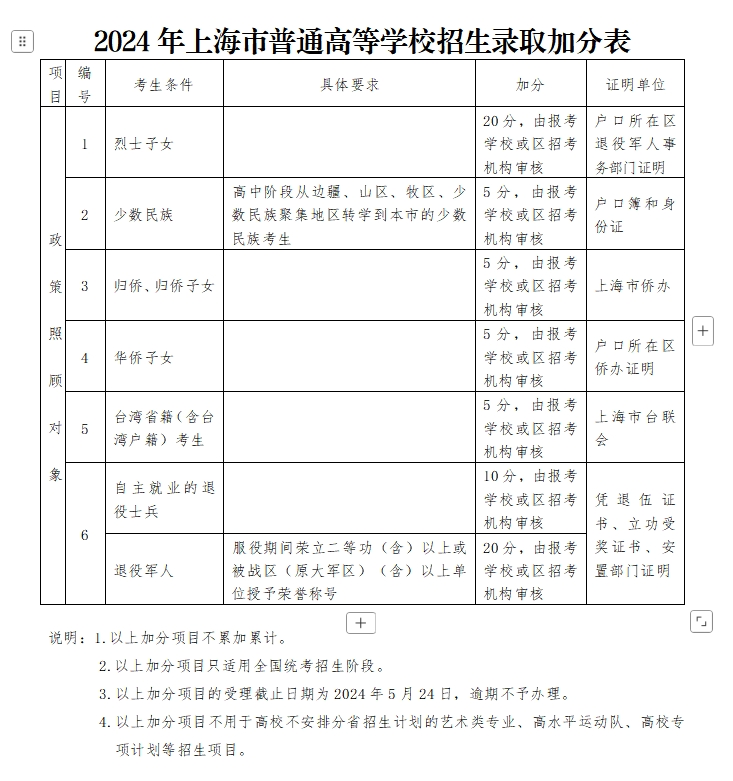 2024 年上海市普通高等学校招生录取加分表
项目 编号 考生条件 具体要求 加分 证明单位
政策照顾对象
1 烈士子女 20 分，由报考学校或区招考机构审核 户口所在区退役军人事务部门证明
2 少数民族 高中阶段从边疆、山区、牧区、少数民族聚集地区转学到本市的少数民族考生 5 分，由报考学校或区招考机构审核 户口簿和身份证
3 归侨、归侨子女 5 分，由报考学校或区招考机构审核 上海市侨办
4 华侨子女 5 分，由报考学校或区招考机构审核 户口所在区侨办证明
5 台湾省籍（含台湾户籍）考生 5 分，由报考学校或区招考机构审核 上海市台联会
6 自主就业的退役士兵 10 分，由报考学校或区招考机构审核 凭退伍证书、立功受奖证书、安置部门证明
退役军人 服役期间荣立二等功（含）以上或被战区（原大军区）（含）以上单位授予荣誉称号 20 分，由报考学校或区招考机构审核
说明：1.以上加分项目不累加累计。
2.以上加分项目只适用全国统考招生阶段。
3.以上加分项目的受理截止日期为 2024 年 5 月 24 日，逾期不予办理。
4.以上加分项目不用于高校不安排分省招生计划的艺术类专业、高水平运动队、高校专
项计划等招生项目。